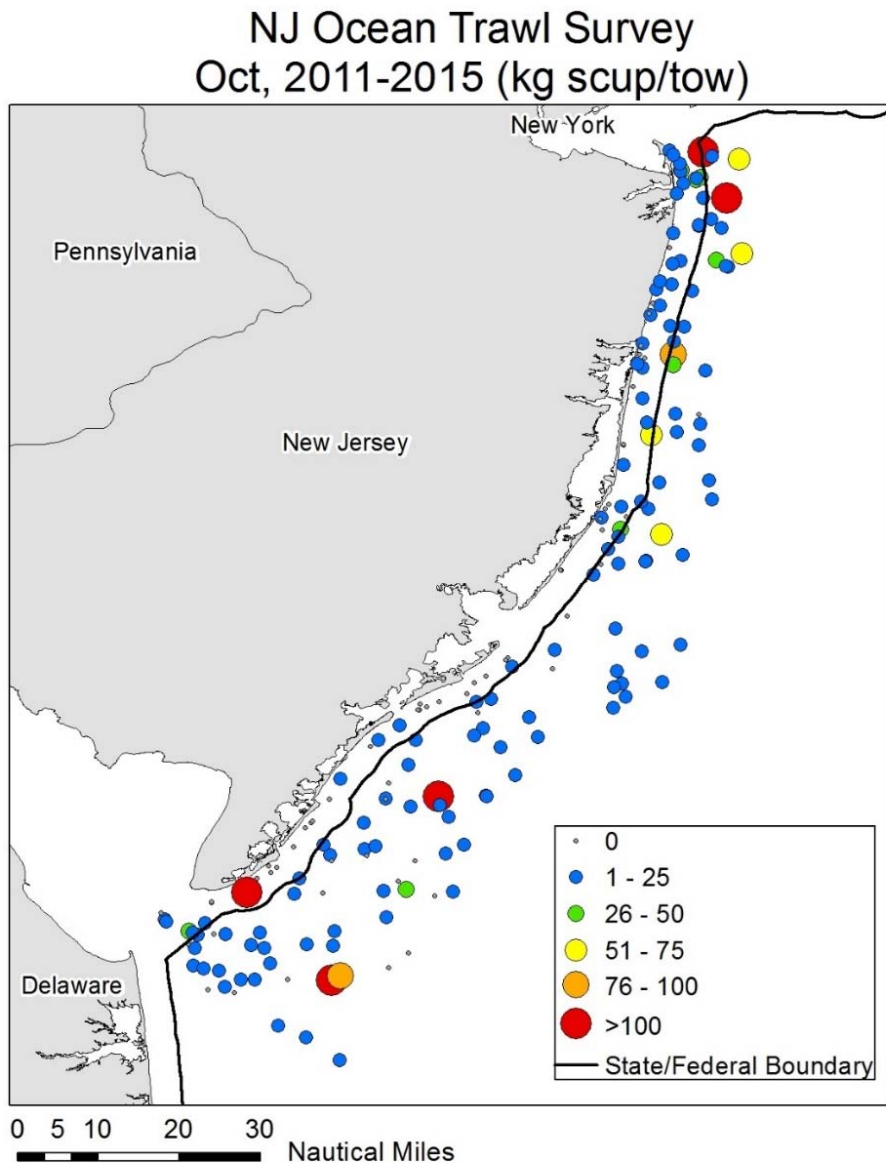 NJ Ocean Trawl Survey
Oct, 2011-2015 (kg scup/tow)
New York
Pennsylvania
New Jersey
Delaware
0
1 - 25
26 - 50
51 - 75
76 - 100
>100
State/Federal Boundary
0 5 10 20 30
Nautical Miles